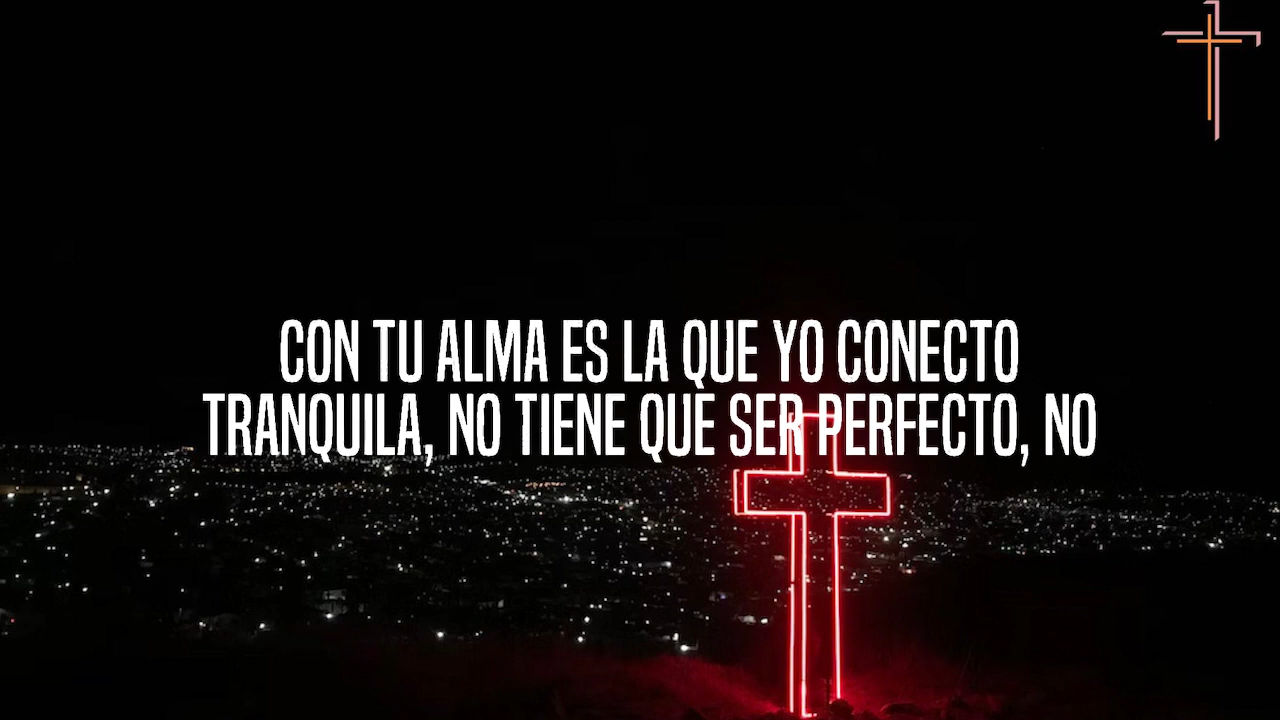 CON TU ALMA ES LA QUE YO CONECTO
TRANQUILA, NO TIENE QUE SER PERFECTO, NO